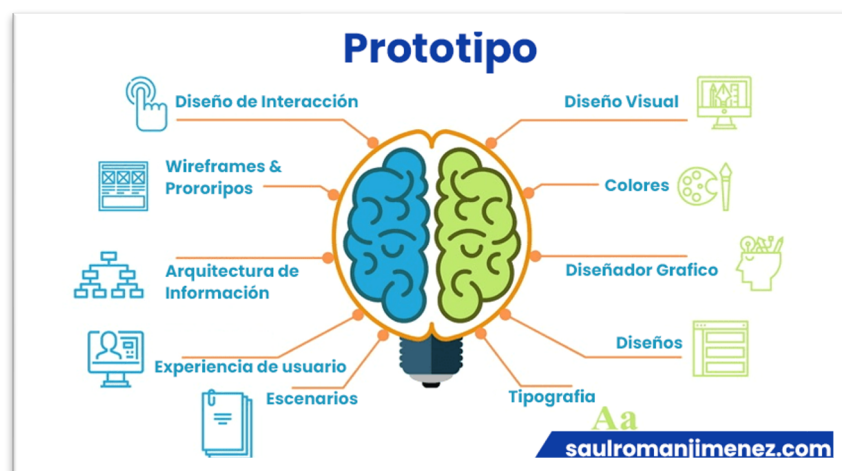 Prototipo
Diseño de Interacción
Wireframes &
Prororipos
Arquitectura de
Información
Experiencia de usuario
Escenarios
Diseño Visual
Colores
Diseñador Grafico
Diseños
Tipografia
Aa
saulromanjimenez.com